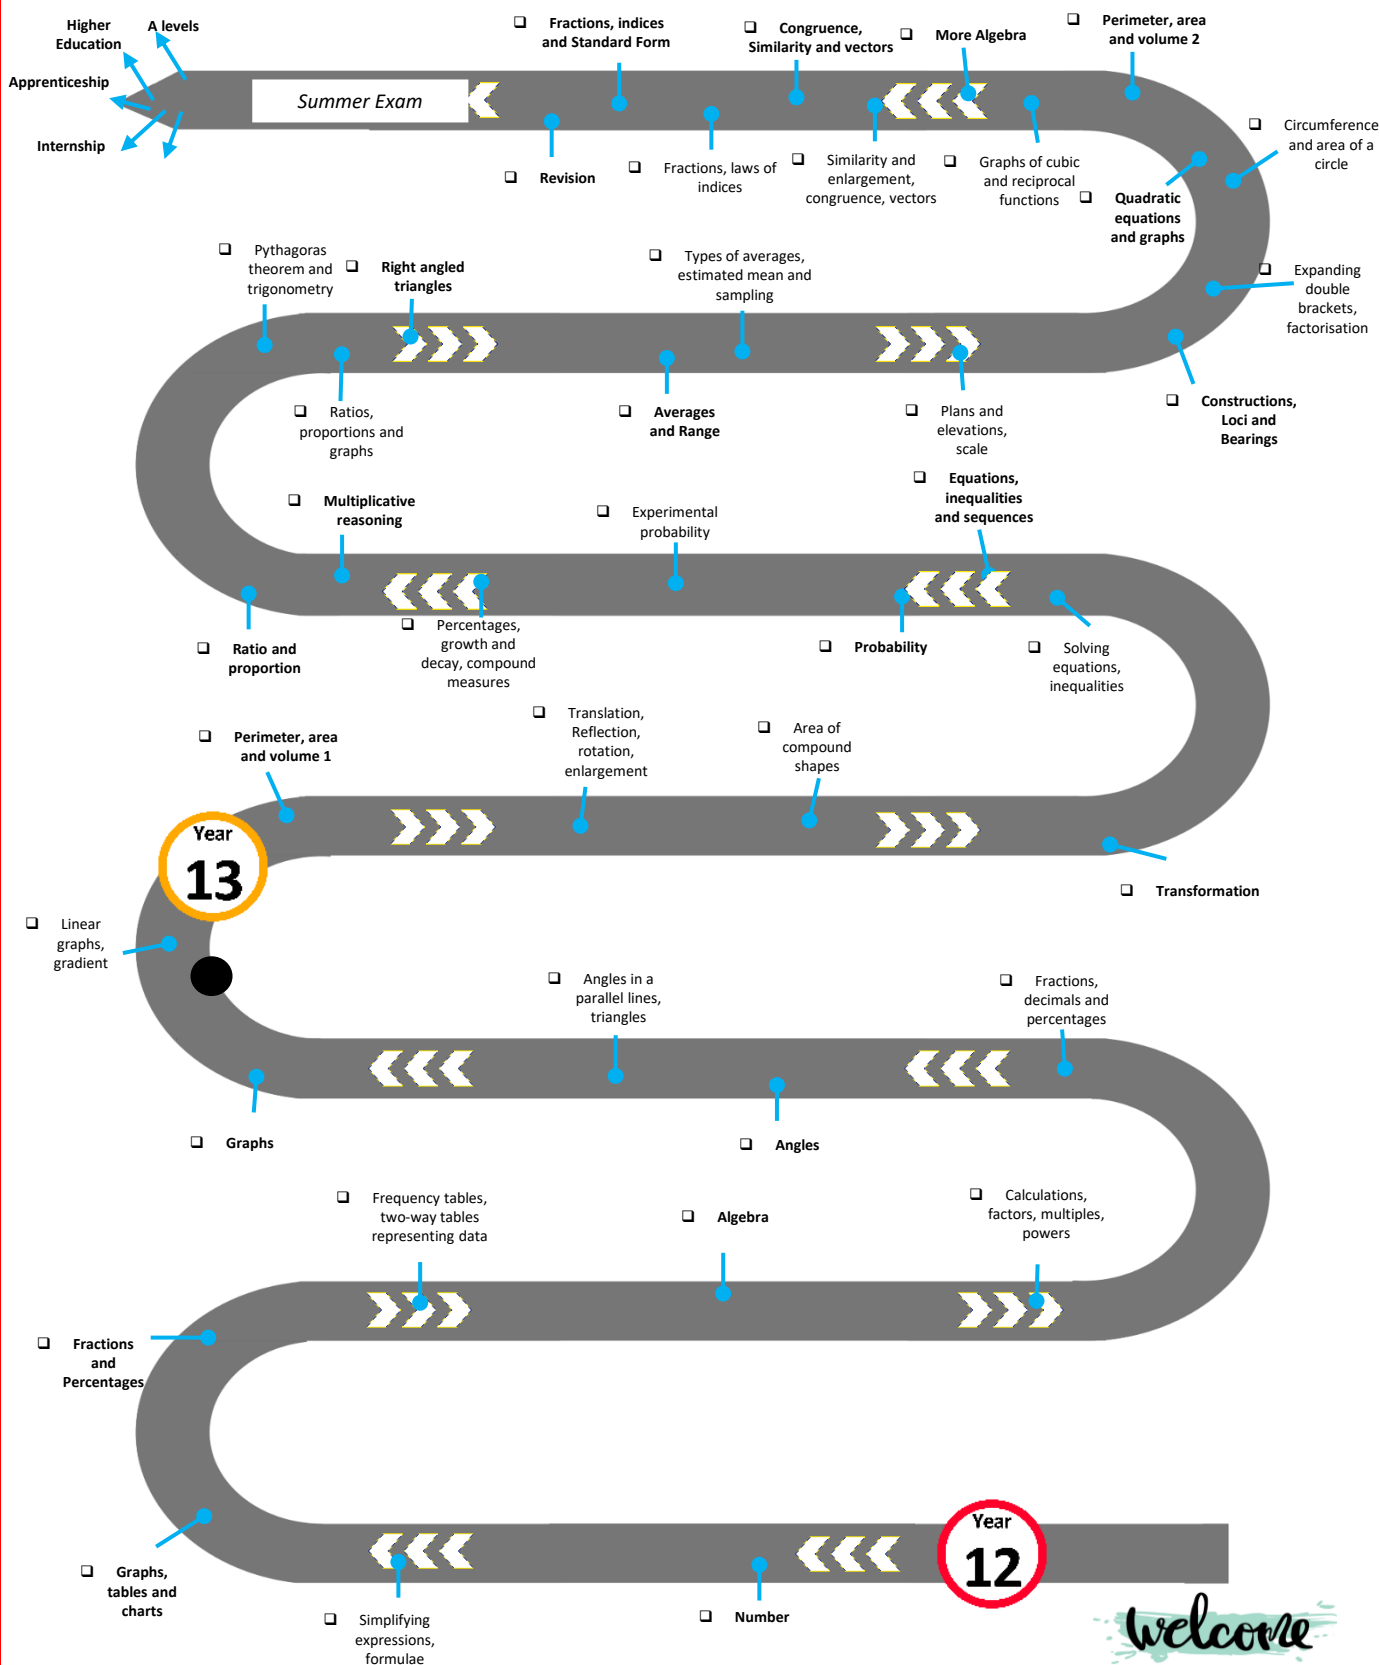 Higher
Education
A levels
Apprenticeship
Internship
Summer Exam
❑ Fractions, indices
and Standard Form
❑ Congruence,
Similarity and vectors
❑ More Algebra
❑ Perimeter, area
and volume 2
❑ Revision
❑ Fractions, laws of
indices
❑ Similarity and
enlargement,
congruence, vectors
❑ Graphs of cubic
and reciprocal
functions
❑ Quadratic
equations
and graphs
❑ Circumference
and area of a
circle
❑ Expanding
double
brackets,
factorisation
❑ Pythagoras
theorem and
trigonometry
❑ Right angled
triangles
❑ Types of averages,
estimated mean and
sampling
❑ Ratios,
proportions and
graphs
❑ Averages
and Range
❑ Plans and
elevations,
scale
❑ Constructions,
Loci and
Bearings
❑ Multiplicative
reasoning
❑ Experimental
probability
❑ Equations,
inequalities
and sequences
❑ Ratio and
proportion
❑ Percentages,
growth and
decay, compound
measures
❑ Probability
❑ Solving
equations,
inequalities
❑ Perimeter, area
and volume 1
❑ Translation,
Reflection,
rotation,
enlargement
❑ Area of
compound
shapes
Year
13
❑ Transformation
❑ Linear
graphs,
gradient
❑ Angles in a
parallel lines,
triangles
❑ Fractions,
decimals and
percentages
❑ Graphs
❑ Angles
❑ Frequency tables,
two-way tables
representing data
❑ Algebra
❑ Calculations,
factors, multiples,
powers
❑ Fractions
and
Percentages
❑ Graphs,
tables and
charts
❑ Simplifying
expressions,
formulae
❑ Number
Year
12
welcome